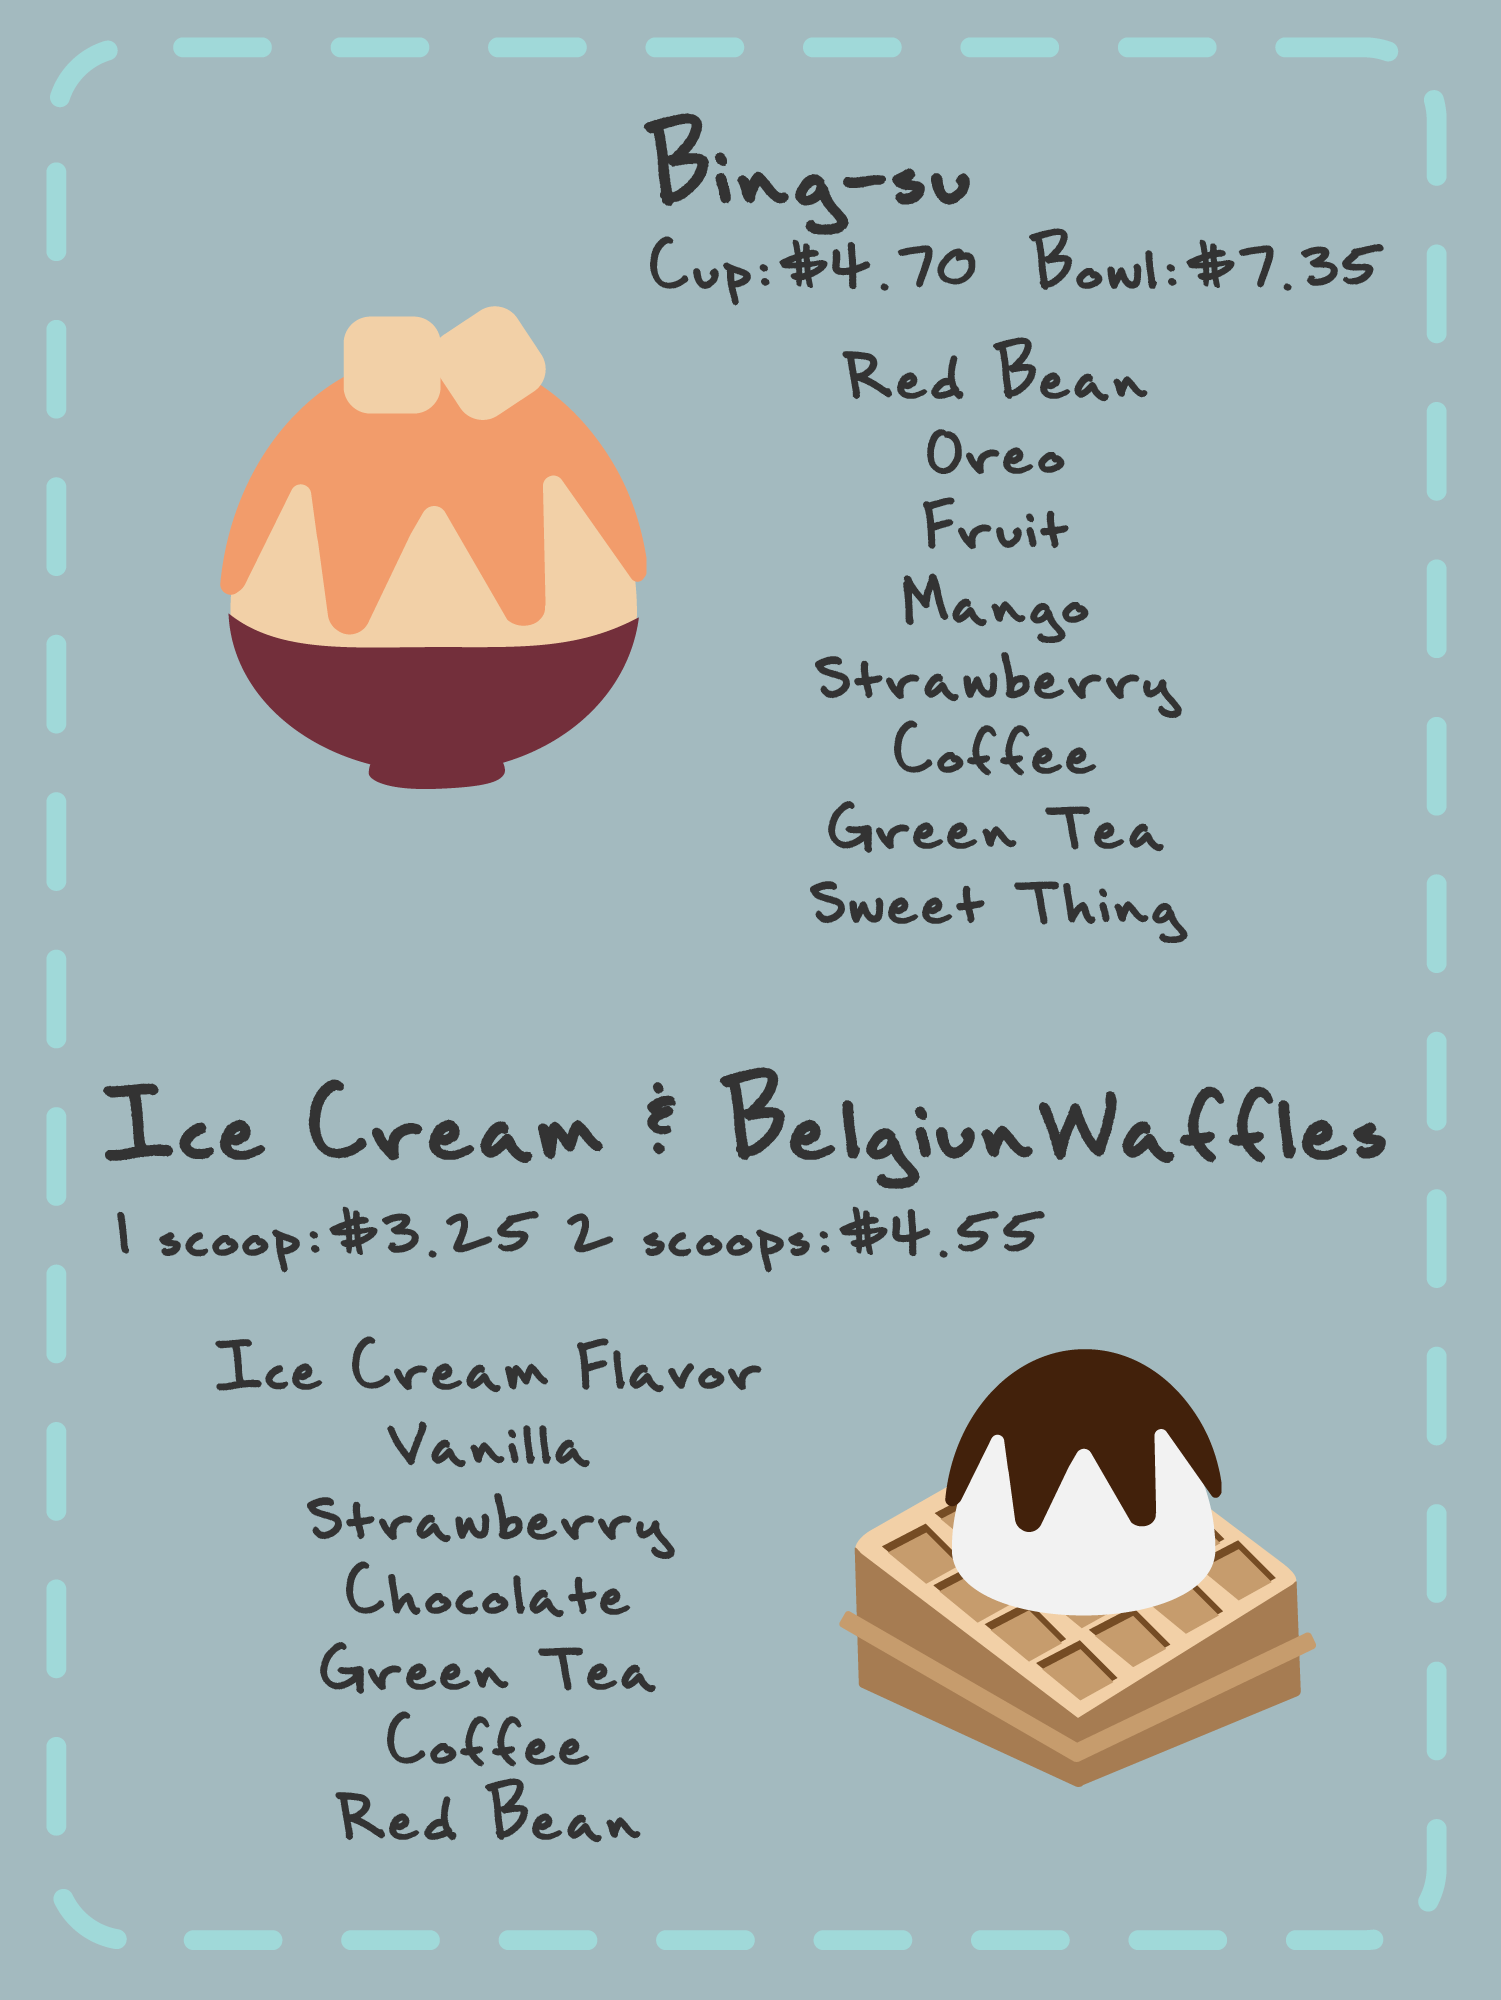 Bing-su
Cup:$4.70 Bowl:$7.35
Red Bean
Oreo
Fruit
Mango
Strawberry
Coffee
Green Tea
Sweet Thing
Ice Cream & BelgiunWaffles
1 scoop:$3.25 2 scoops:$4.55
Ice Cream Flavor
Vanilla
Strawberry
Chocolate
Green Tea
Coffee
Red Bean